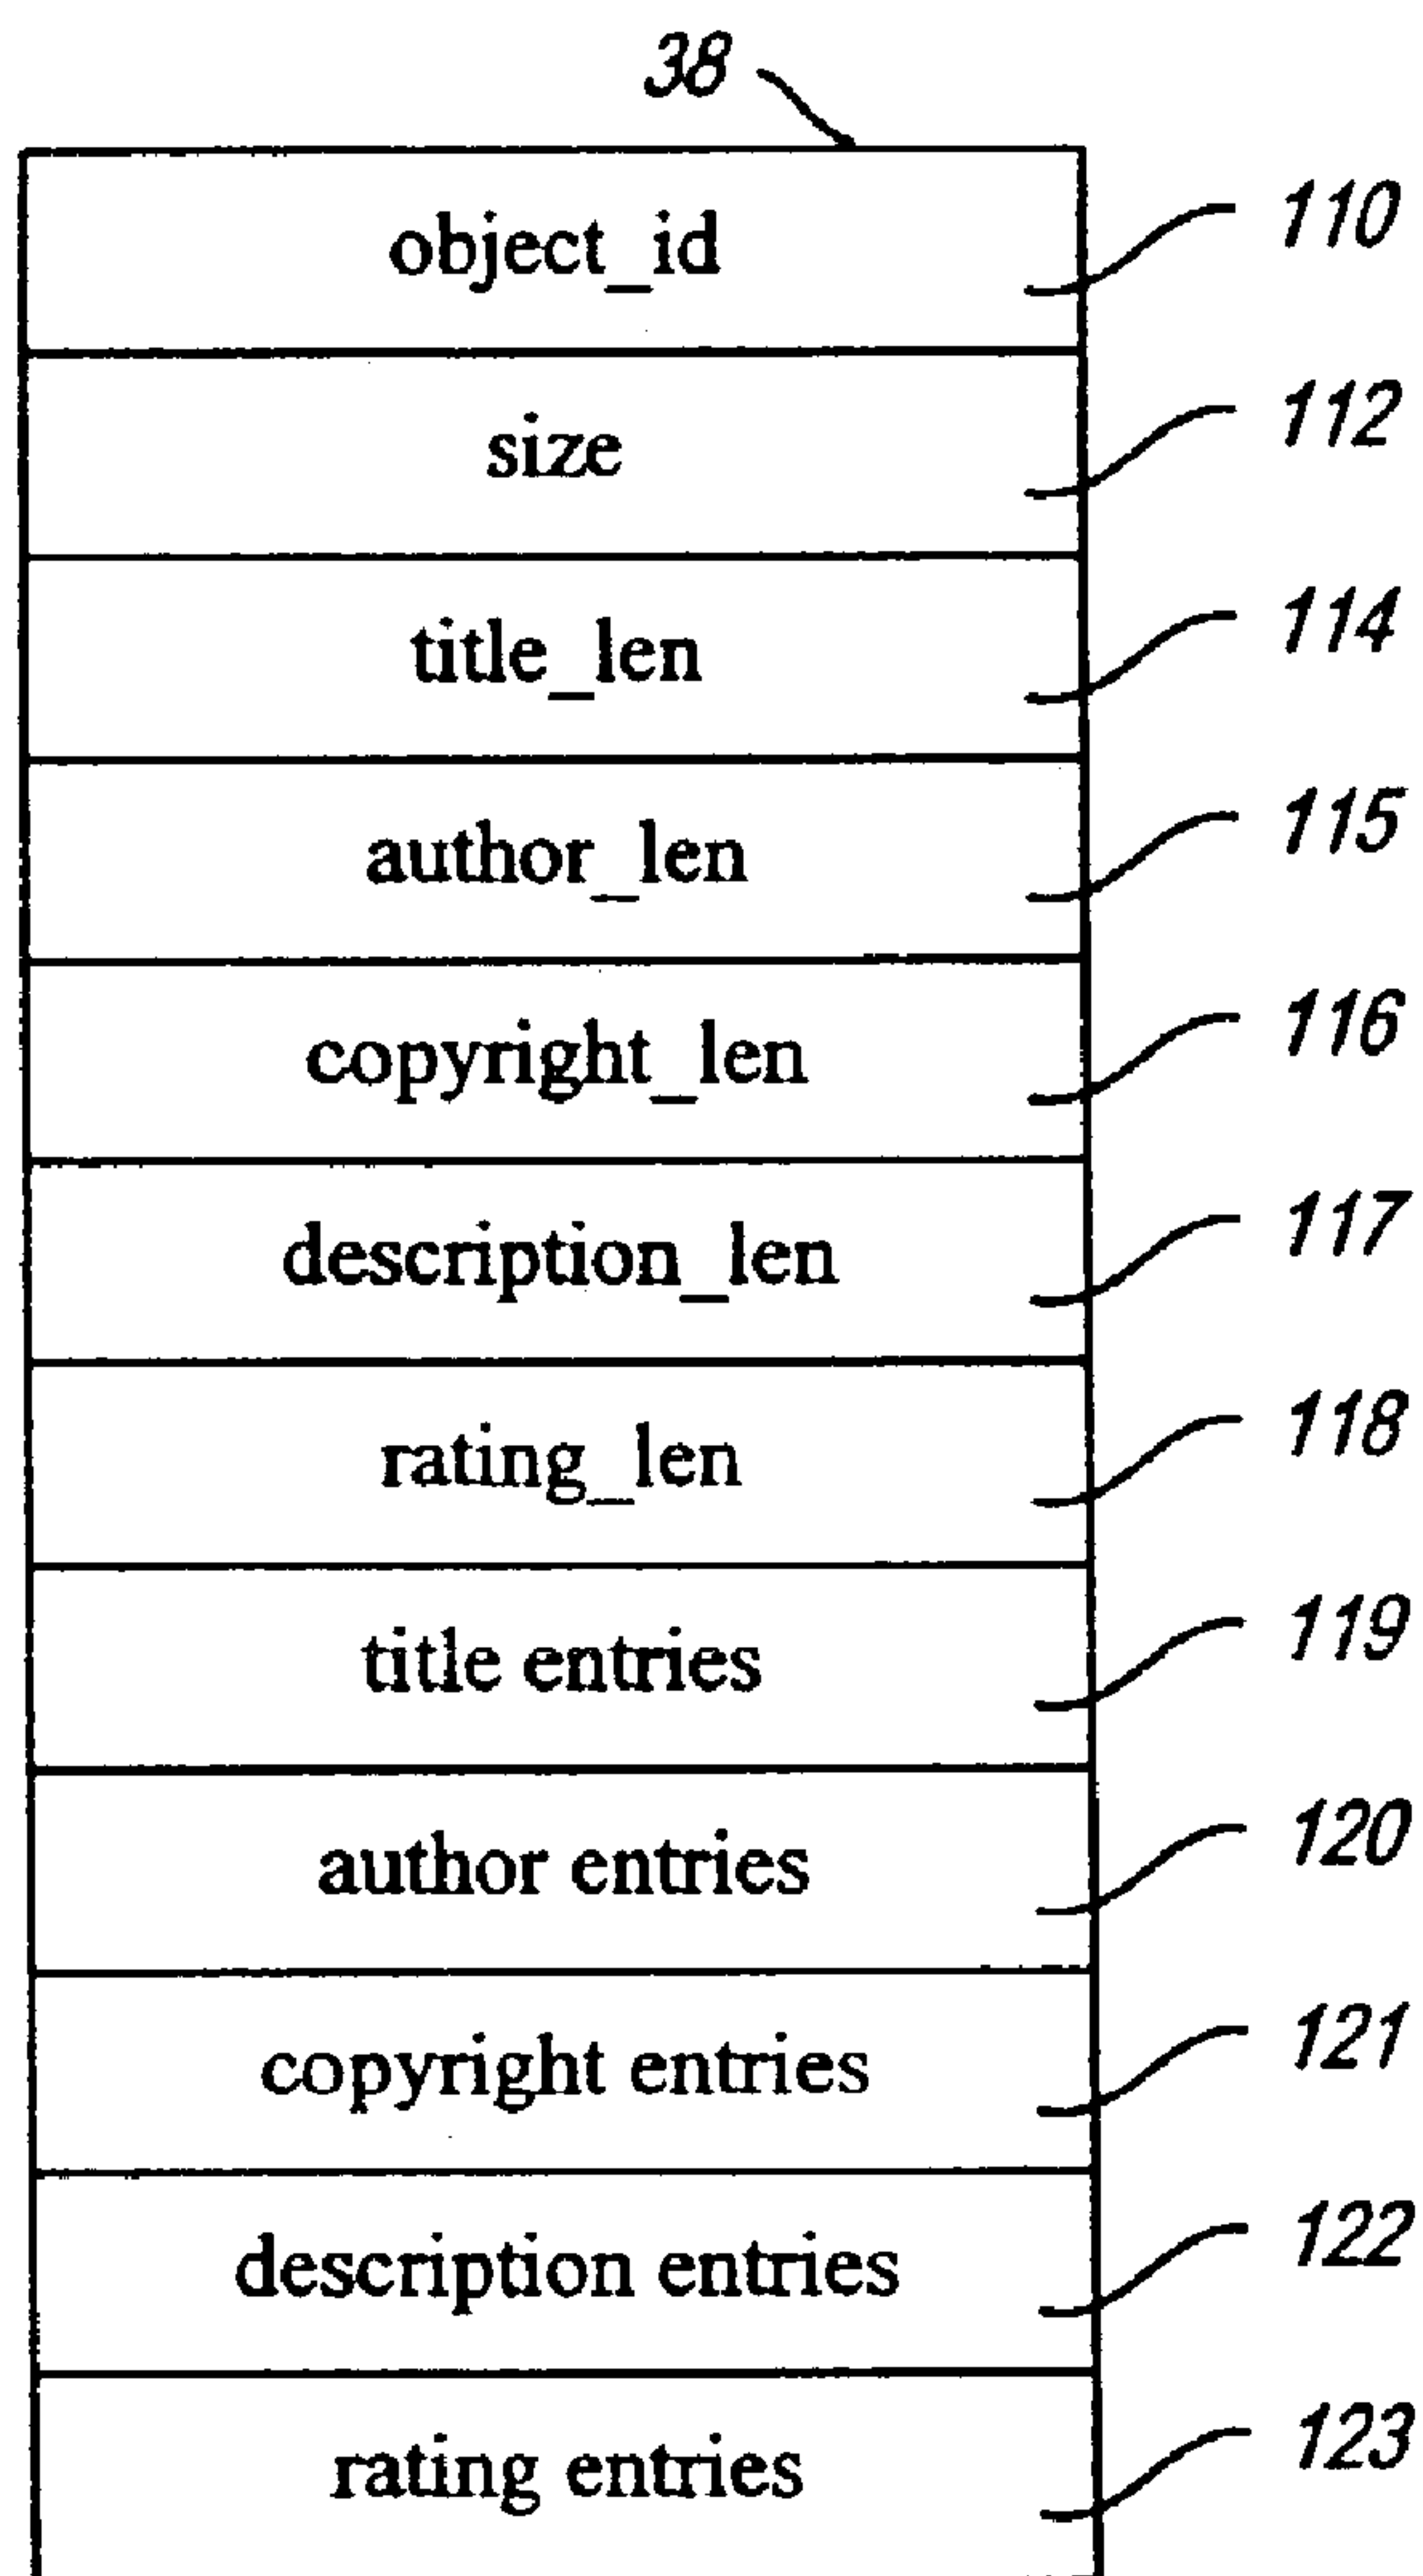 38
object_id 110
size 112
title_len 114
author_len 115
copyright_len 116
description_len 117
rating_len 118
title entries 119
author entries 120
copyright entries 121
description entries 122
rating entries 123